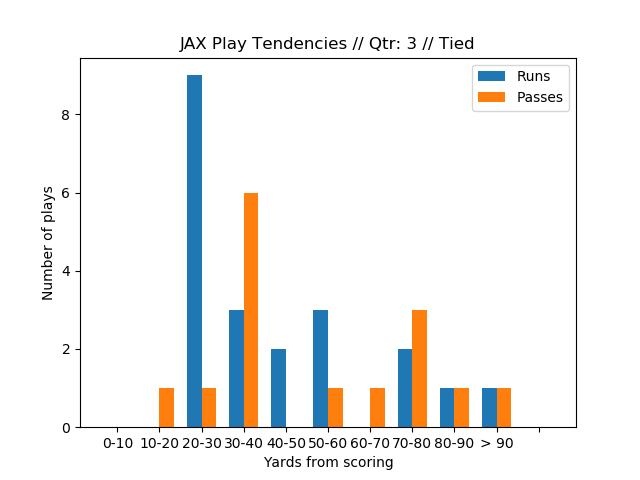 JAX Play Tendencies // Qtr: 3 // Tied
Runs
Passes
Number of plays
8
6
4
2
0
0-10 10-20 20-30 30-40 40-50 50-60 60-70 70-80 80-90 > 90
Yards from scoring